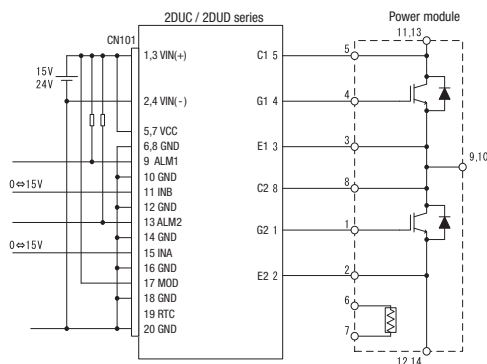 2DUC / 2DUD series
Power module
CN101
11,13
1,3 VIN(+)
C1 5
5
15V
24V
2,4 VIN(-)
G1 4
4
5,7 VCC
6,8 GND
E1 3
3
9 ALM1
9,10
10 GND
0⇔15V
11 INB
C2 8
8
12 GND
13 ALM2
G2 1
1
14 GND
0⇔15V
15 INA
16 GND
E2 2
2
17 MOD
18 GND
6
19 RTC
20 GND
7
12,14